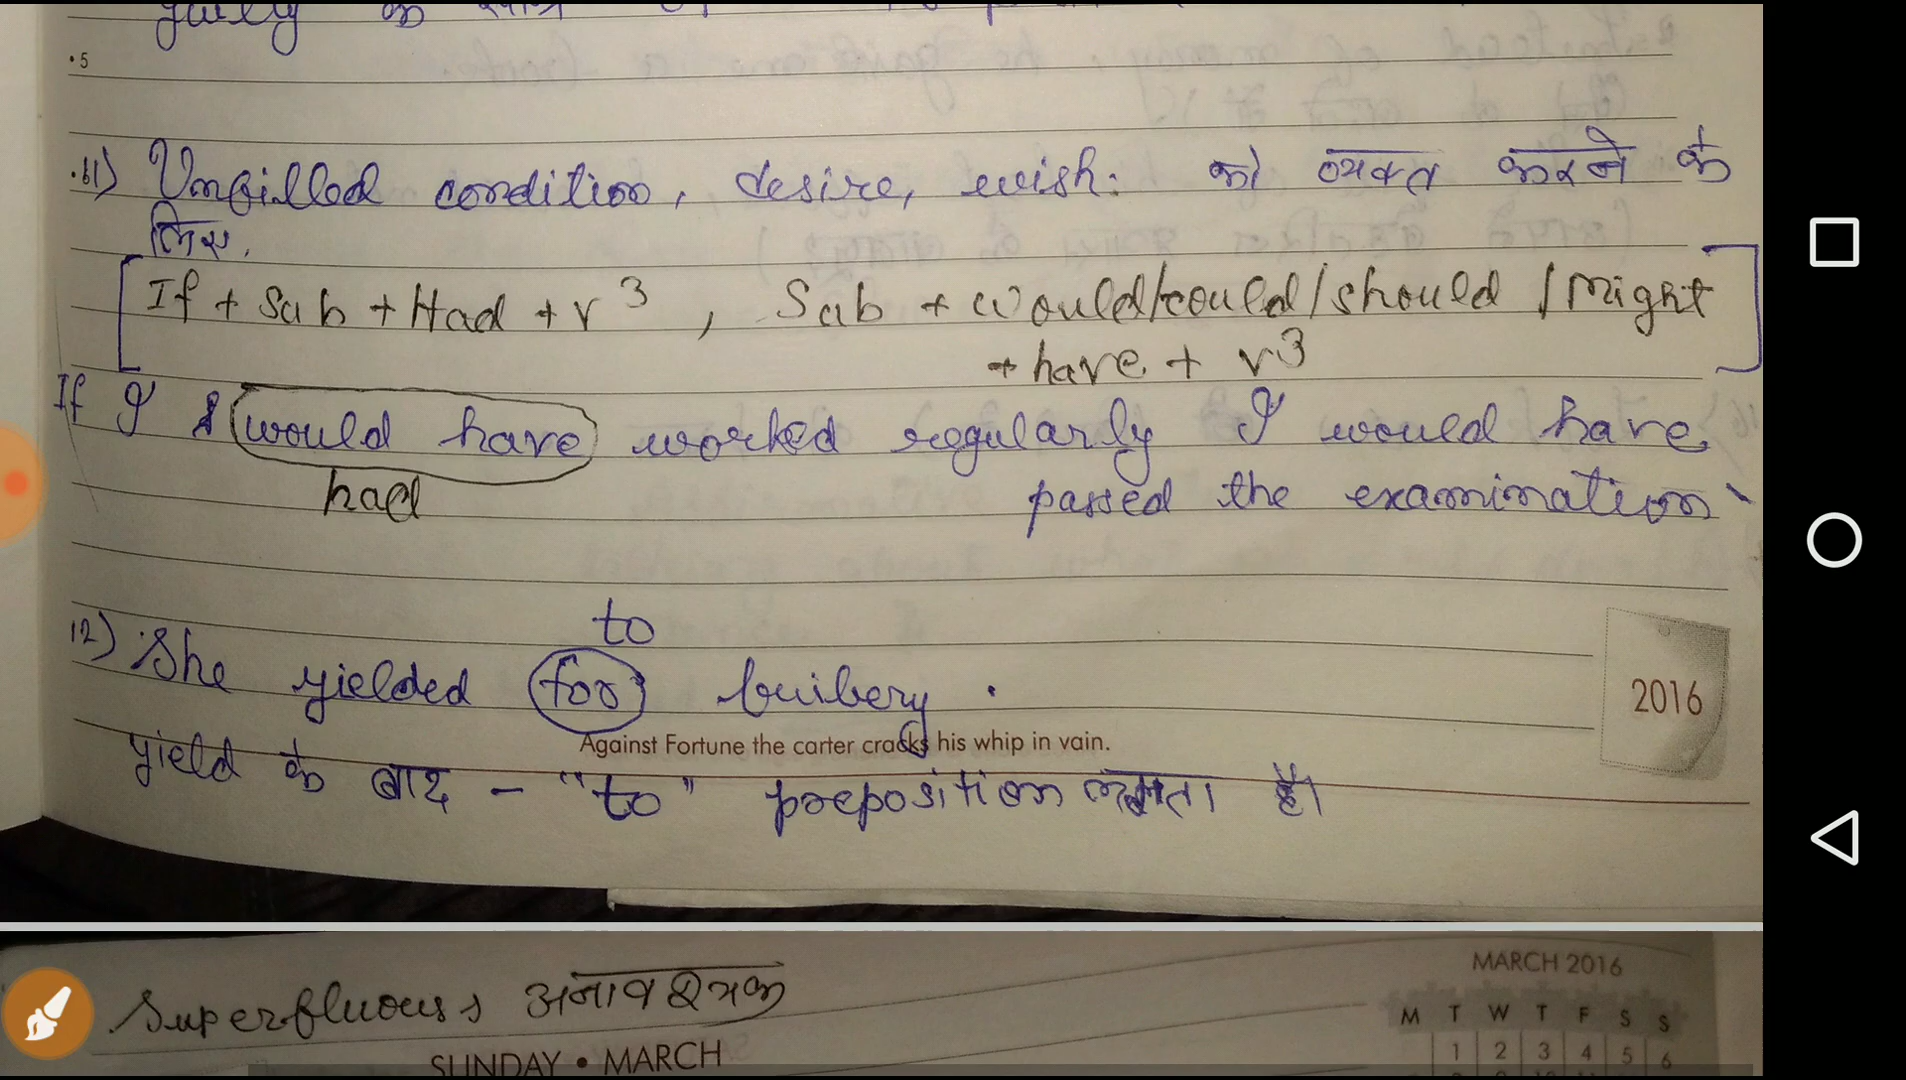 .5
.11) Unfilled condition, desire, wish: को व्यक्त करने के
लिए.
[If + Sub + Had + v3, Sub + would/could/should/might
+ have + v3]
If I would have worked regularly I would have
had
passed the examination
to
12) She yielded for buibery.
Against Fortune the carter cracks his whip in vain.
yield के बाद - "to" preposition लगता है।
2016
Superfluous अनावश्यक
MARCH 2016
SUNDAY • MARCH
M T W T F S S
1 2 3 4 5 6